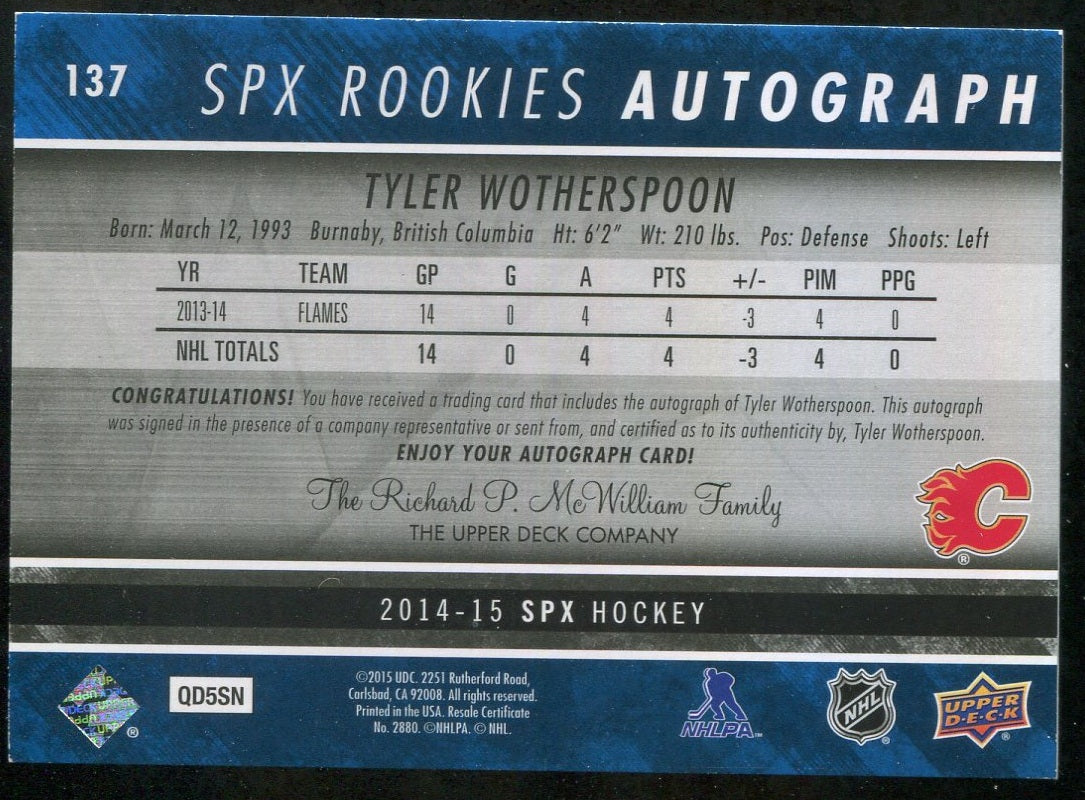 137
SPX ROOKIES AUTOGRAPH
TYLER WOTHERSPOON
Born: March 12, 1993 Burnaby, British Columbia Ht: 6'2" Wt: 210 lbs. Pos: Defense Shoots: Left
YR TEAM GP G A PTS +/- PIM PPG
2013-14 FLAMES 14 0 4 4 -3 4 0
NHL TOTALS 14 0 4 4 -3 4 0
CONGRATULATIONS! You have received a trading card that includes the autograph of Tyler Wotherspoon. This autograph
was signed in the presence of a company representative or sent from, and certified as to its authenticity by, Tyler Wotherspoon.
ENJOY YOUR AUTOGRAPH CARD!
The Richard P. McWilliam Family
THE UPPER DECK COMPANY
C
®
2014-15 SPX HOCKEY
®
QD5SN
©2015 UDC. 2251 Rutherford Road,
Carlsbad, CA 92008. All rights reserved.
Printed in the USA. Resale Certificate
No. 2880. ©NHLPA. © NHL.
NHLPA™
NHL
®
UPPER
D·E·C·K
®